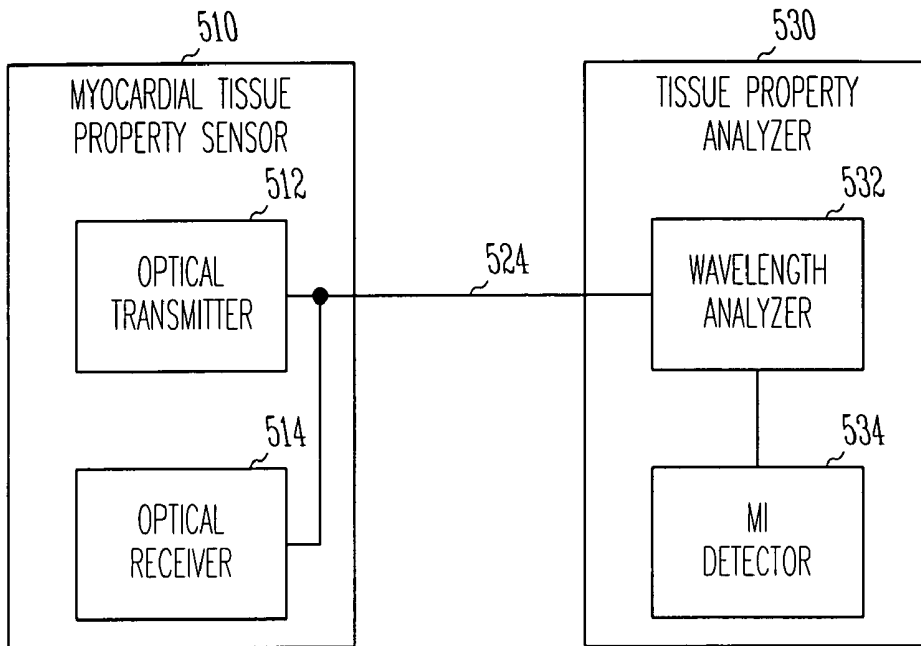 510
MYOCARDIAL TISSUE
PROPERTY SENSOR
512
OPTICAL
TRANSMITTER
514
OPTICAL
RECEIVER
524
530
TISSUE PROPERTY
ANALYZER
532
WAVELENGTH
ANALYZER
534
MI
DETECTOR